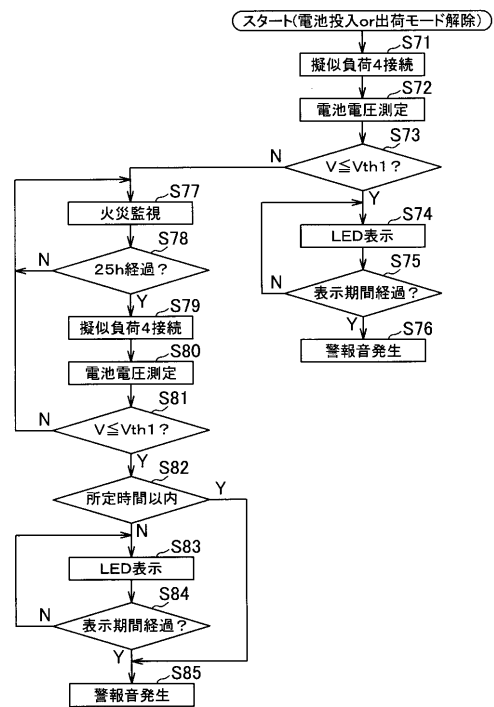 スタート(電池投入or出荷モード解除)
S71
擬似負荷4接続
S72
電池電圧測定
S73
V≦Vth1?
N
Y
S74
LED表示
S75
表示期間経過?
N
Y
S76
警報音発生
S77
火災監視
S78
25h経過?
N
Y
S79
擬似負荷4接続
S80
電池電圧測定
S81
V≦Vth1?
N
Y
S82
所定時間以内
Y
N
S83
LED表示
S84
表示期間経過?
N
Y
S85
警報音発生